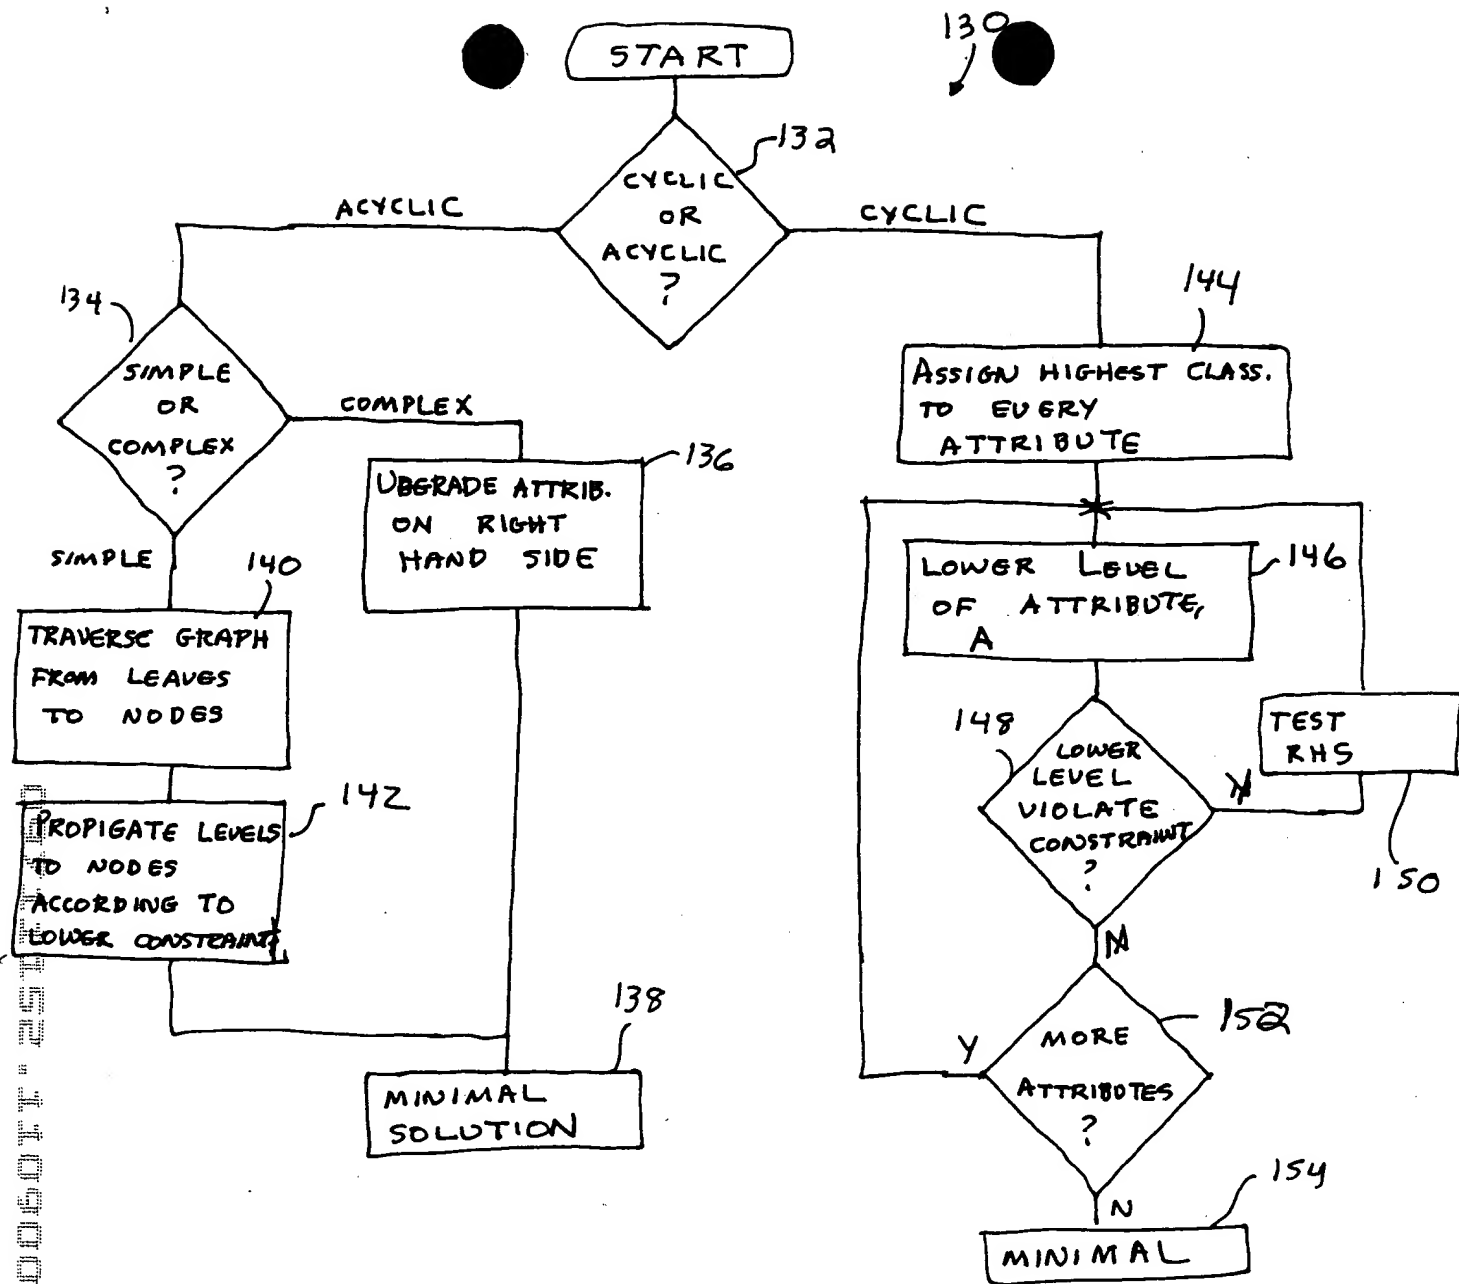 130
START
132
CYCLIC
OR
ACYCLIC
?
ACYCLIC
CYCLIC
134
SIMPLE
OR
COMPLEX
?
COMPLEX
SIMPLE
136
UBGRADE ATTRIB.
ON RIGHT
HAND SIDE
140
TRAVERSE GRAPH
FROM LEAVES
TO NODES
142
PROPIGATE LEVELS
TO NODES
ACCORDING TO
LOWER CONSTRAINTS
138
MINIMAL
SOLUTION
144
ASSIGN HIGHEST CLASS.
TO EVERY
ATTRIBUTE
146
LOWER LEVEL
OF ATTRIBUTE,
A
148
LOWER
LEVEL
VIOLATE
CONSTRAINT
?
TEST
RHS
150
152
MORE
ATTRIBUTES
?
Y
N
154
MINIMAL